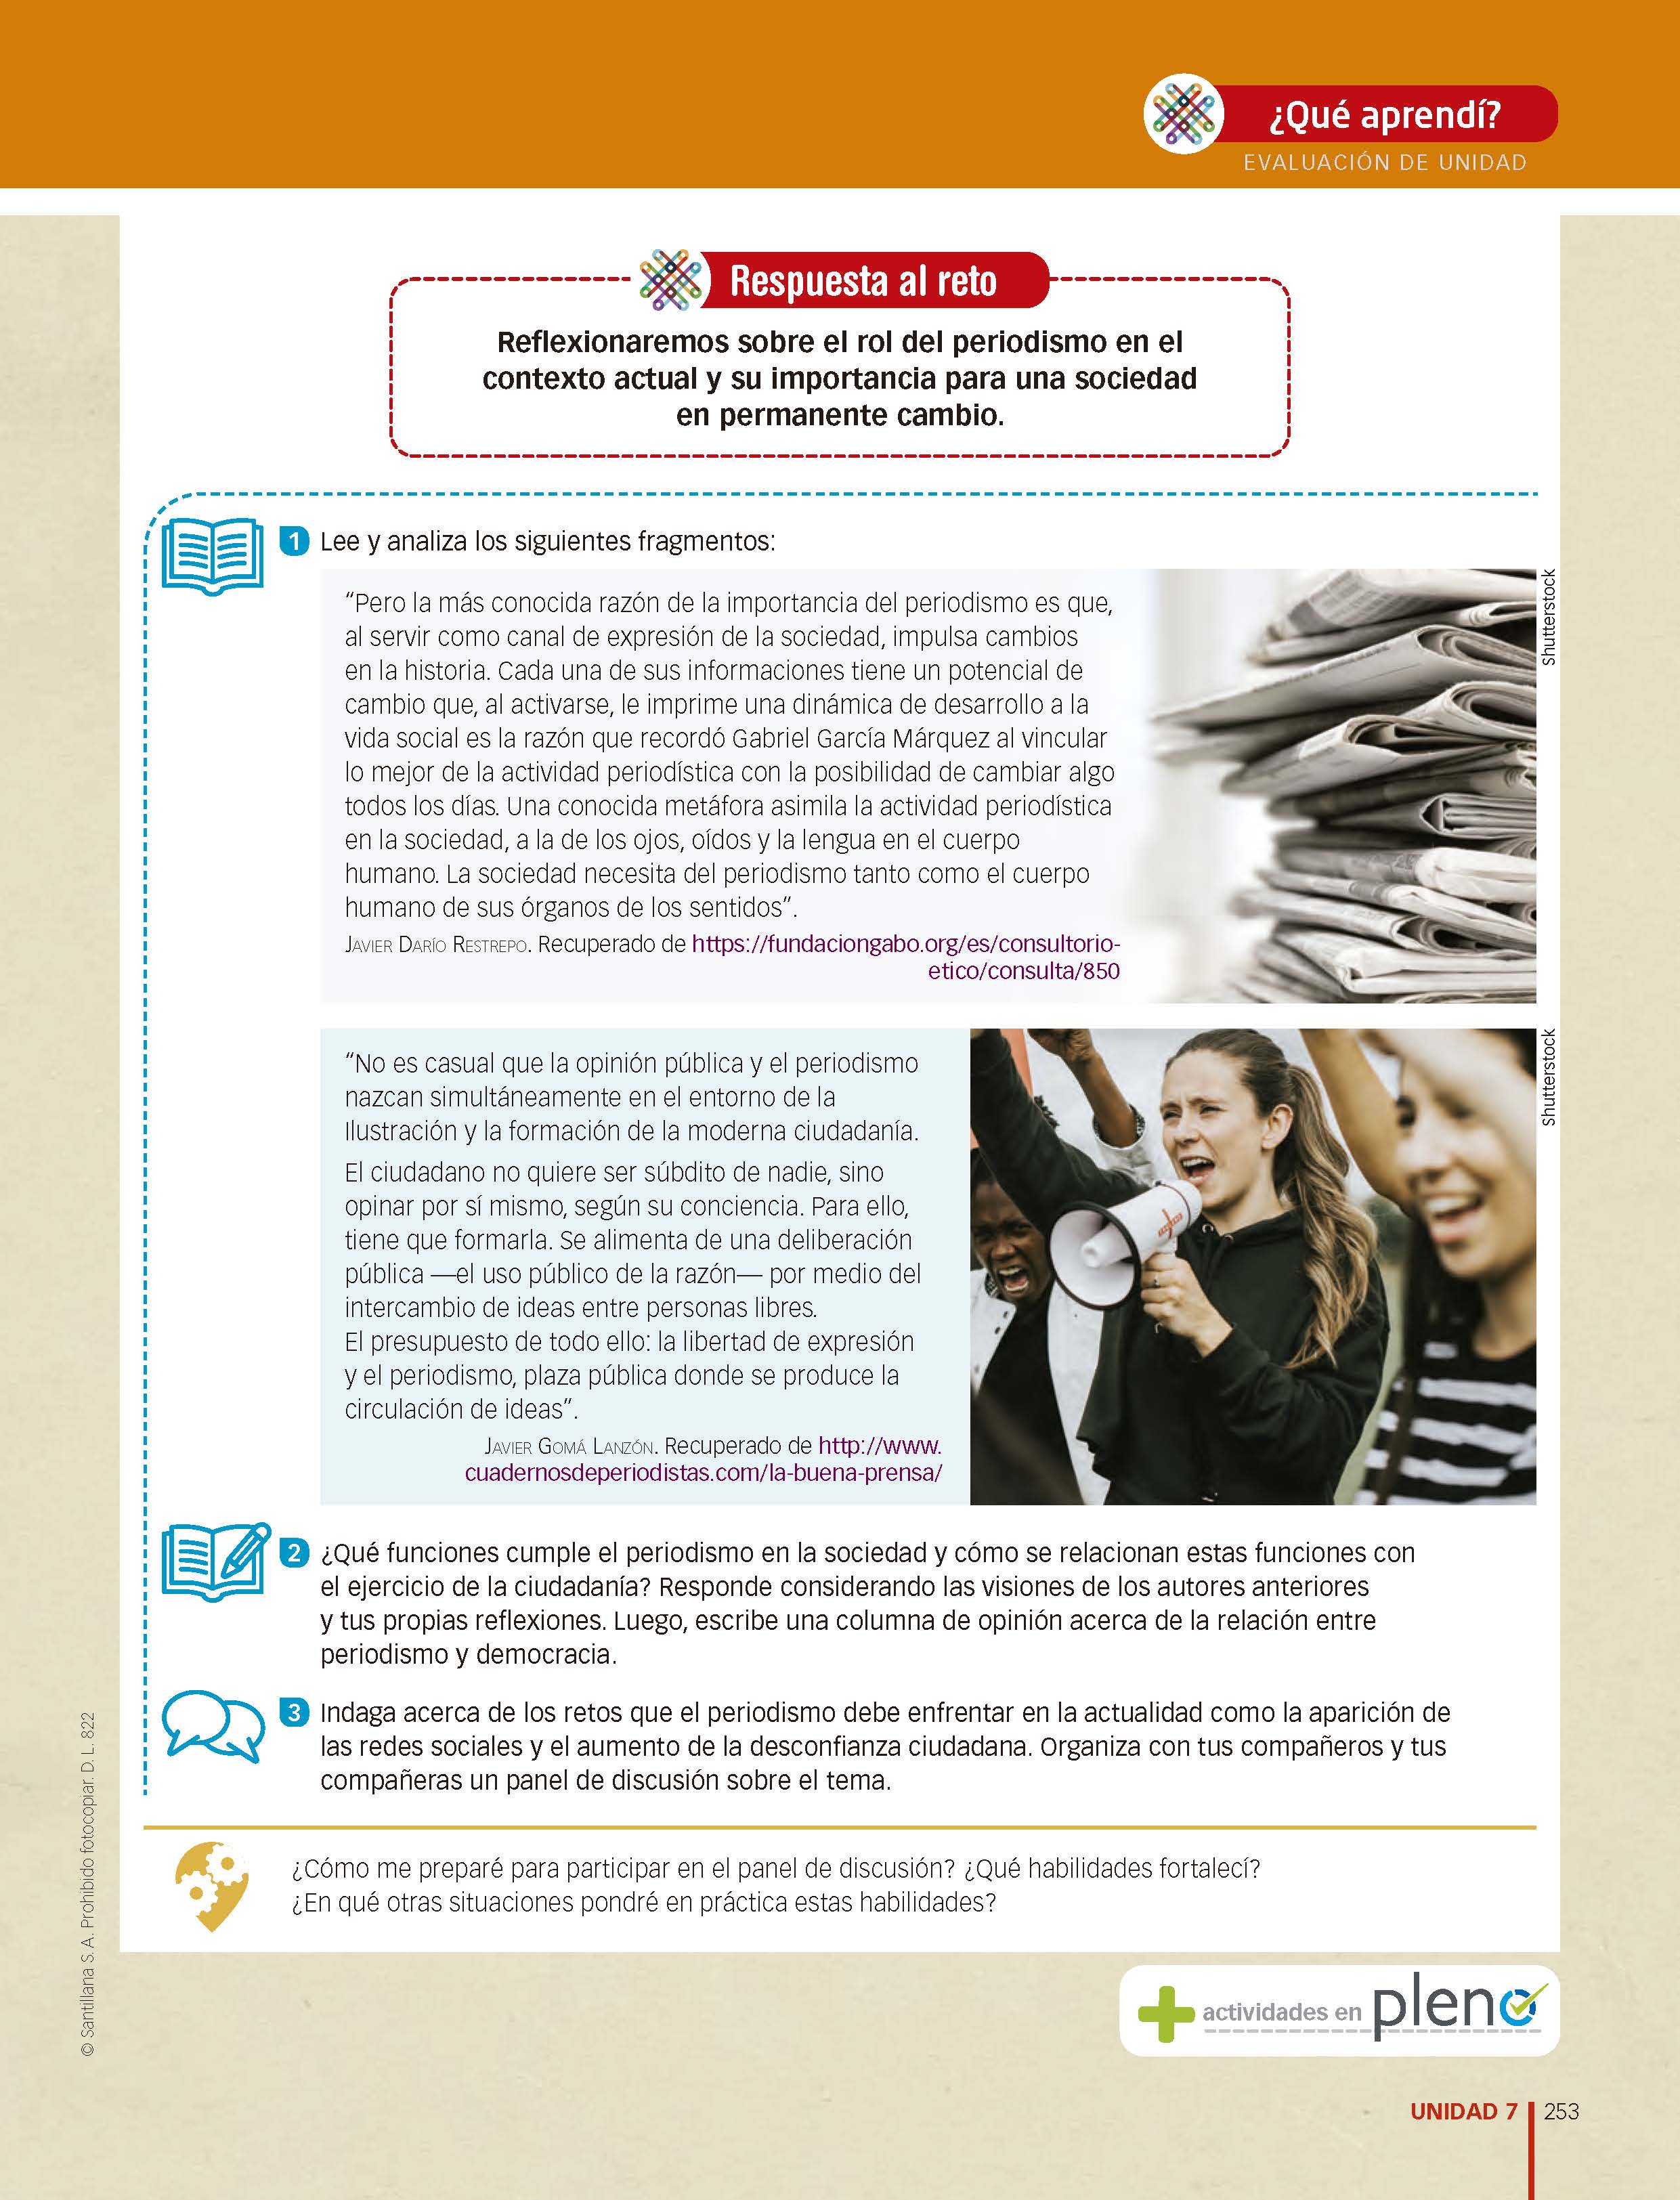 ¿Qué aprendí?
EVALUACIÓN DE UNIDAD
Respuesta al reto
Reflexionaremos sobre el rol del periodismo en el
contexto actual y su importancia para una sociedad
en permanente cambio.
1 Lee y analiza los siguientes fragmentos:
“Pero la más conocida razón de la importancia del periodismo es que,
al servir como canal de expresión de la sociedad, impulsa cambios
en la historia. Cada una de sus informaciones tiene un potencial de
cambio que, al activarse, le imprime una dinámica de desarrollo a la
vida social es la razón que recordó Gabriel García Márquez al vincular
lo mejor de la actividad periodística con la posibilidad de cambiar algo
todos los días. Una conocida metáfora asimila la actividad periodística
en la sociedad, a la de los ojos, oídos y la lengua en el cuerpo
humano. La sociedad necesita del periodismo tanto como el cuerpo
humano de sus órganos de los sentidos”.
Javier Darío Restrepo. Recuperado de https://fundaciongabo.org/es/consultorio-
etico/consulta/850
Shutterstock
“No es casual que la opinión pública y el periodismo
nazcan simultáneamente en el entorno de la
Ilustración y la formación de la moderna ciudadanía.
El ciudadano no quiere ser súbdito de nadie, sino
opinar por sí mismo, según su conciencia. Para ello,
tiene que formarla. Se alimenta de una deliberación
pública —el uso público de la razón— por medio del
intercambio de ideas entre personas libres.
El presupuesto de todo ello: la libertad de expresión
y el periodismo, plaza pública donde se produce la
circulación de ideas”.
Javier Gomá Lanzón. Recuperado de http://www.
cuadernosdeperiodistas.com/la-buena-prensa/
Shutterstock
2 ¿Qué funciones cumple el periodismo en la sociedad y cómo se relacionan estas funciones con
el ejercicio de la ciudadanía? Responde considerando las visiones de los autores anteriores
y tus propias reflexiones. Luego, escribe una columna de opinión acerca de la relación entre
periodismo y democracia.
3 Indaga acerca de los retos que el periodismo debe enfrentar en la actualidad como la aparición de
las redes sociales y el aumento de la desconfianza ciudadana. Organiza con tus compañeros y tus
compañeras un panel de discusión sobre el tema.
¿Cómo me preparé para participar en el panel de discusión? ¿Qué habilidades fortalecí?
¿En qué otras situaciones pondré en práctica estas habilidades?
© Santillana S. A. Prohibido fotocopiar. D. L. 822
actividades en pleno
UNIDAD 7 253